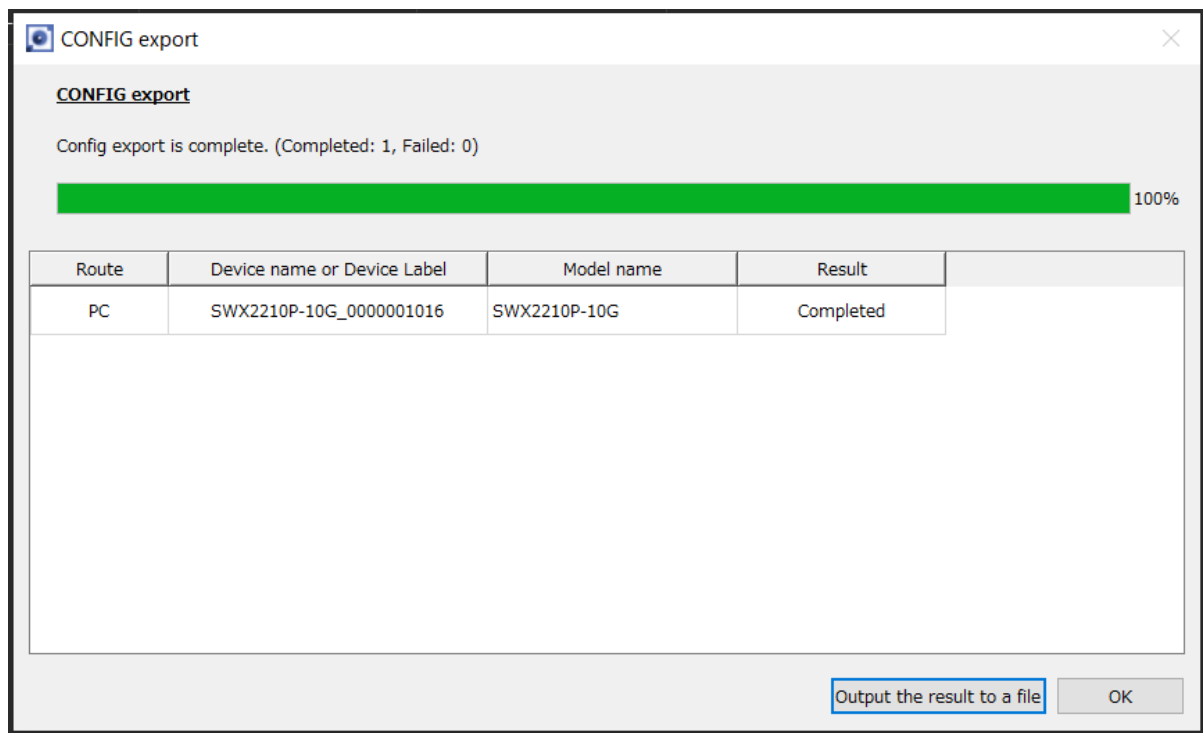 CONFIG export
CONFIG export
Config export is complete. (Completed: 1, Failed: 0)
100%
Route Device name or Device Label Model name Result
PC SWX2210P-10G_0000001016 SWX2210P-10G Completed
Output the result to a file OK